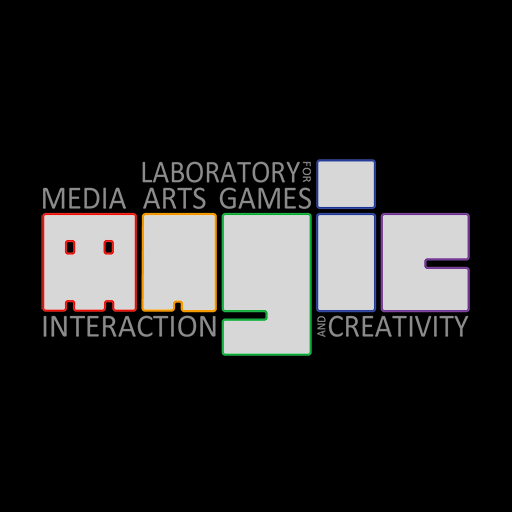 LABORATORY FOR
MEDIA ARTS GAMES
magic
INTERACTION AND CREATIVITY